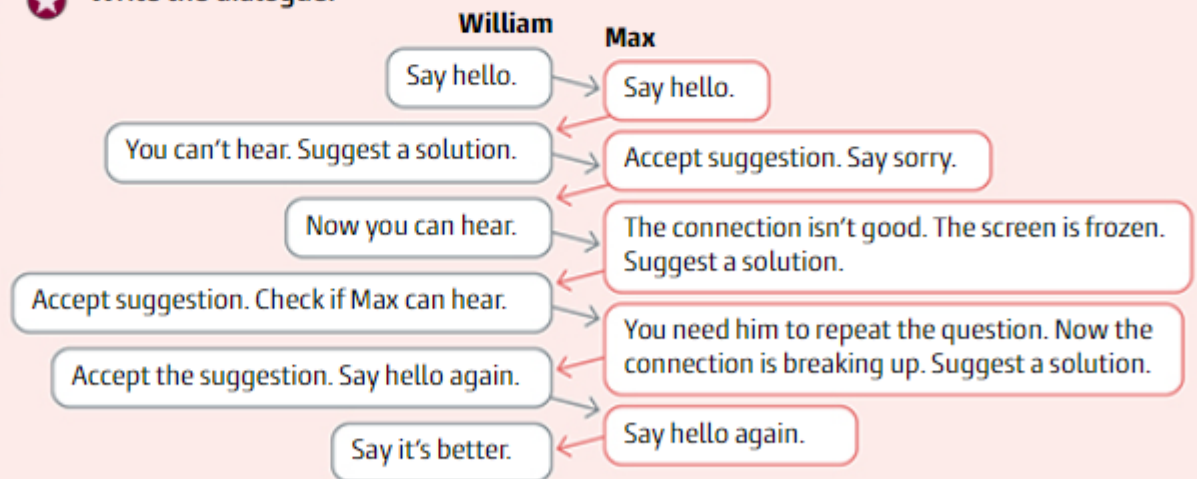 William
Max
Say hello.
Say hello.
You can't hear. Suggest a solution.
Accept suggestion. Say sorry.
Now you can hear.
The connection isn't good. The screen is frozen.
Suggest a solution.
Accept suggestion. Check if Max can hear.
You need him to repeat the question. Now the
connection is breaking up. Suggest a solution.
Accept the suggestion. Say hello again.
Say hello again.
Say it's better.